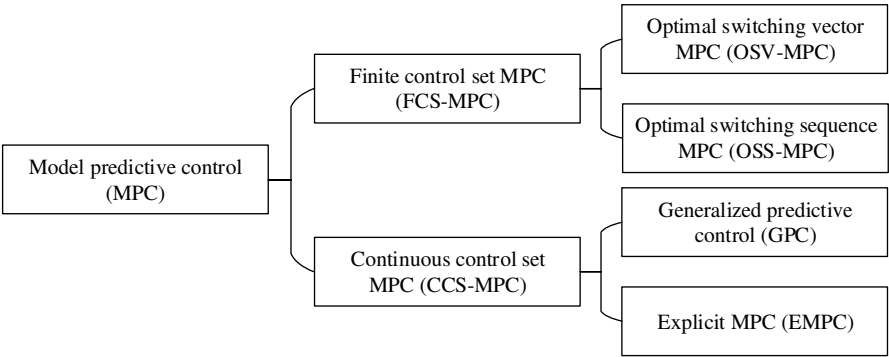 Model predictive control
(MPC)
Finite control set MPC
(FCS-MPC)
Continuous control set
MPC (CCS-MPC)
Optimal switching vector
MPC (OSV-MPC)
Optimal switching sequence
MPC (OSS-MPC)
Generalized predictive
control (GPC)
Explicit MPC (EMPC)